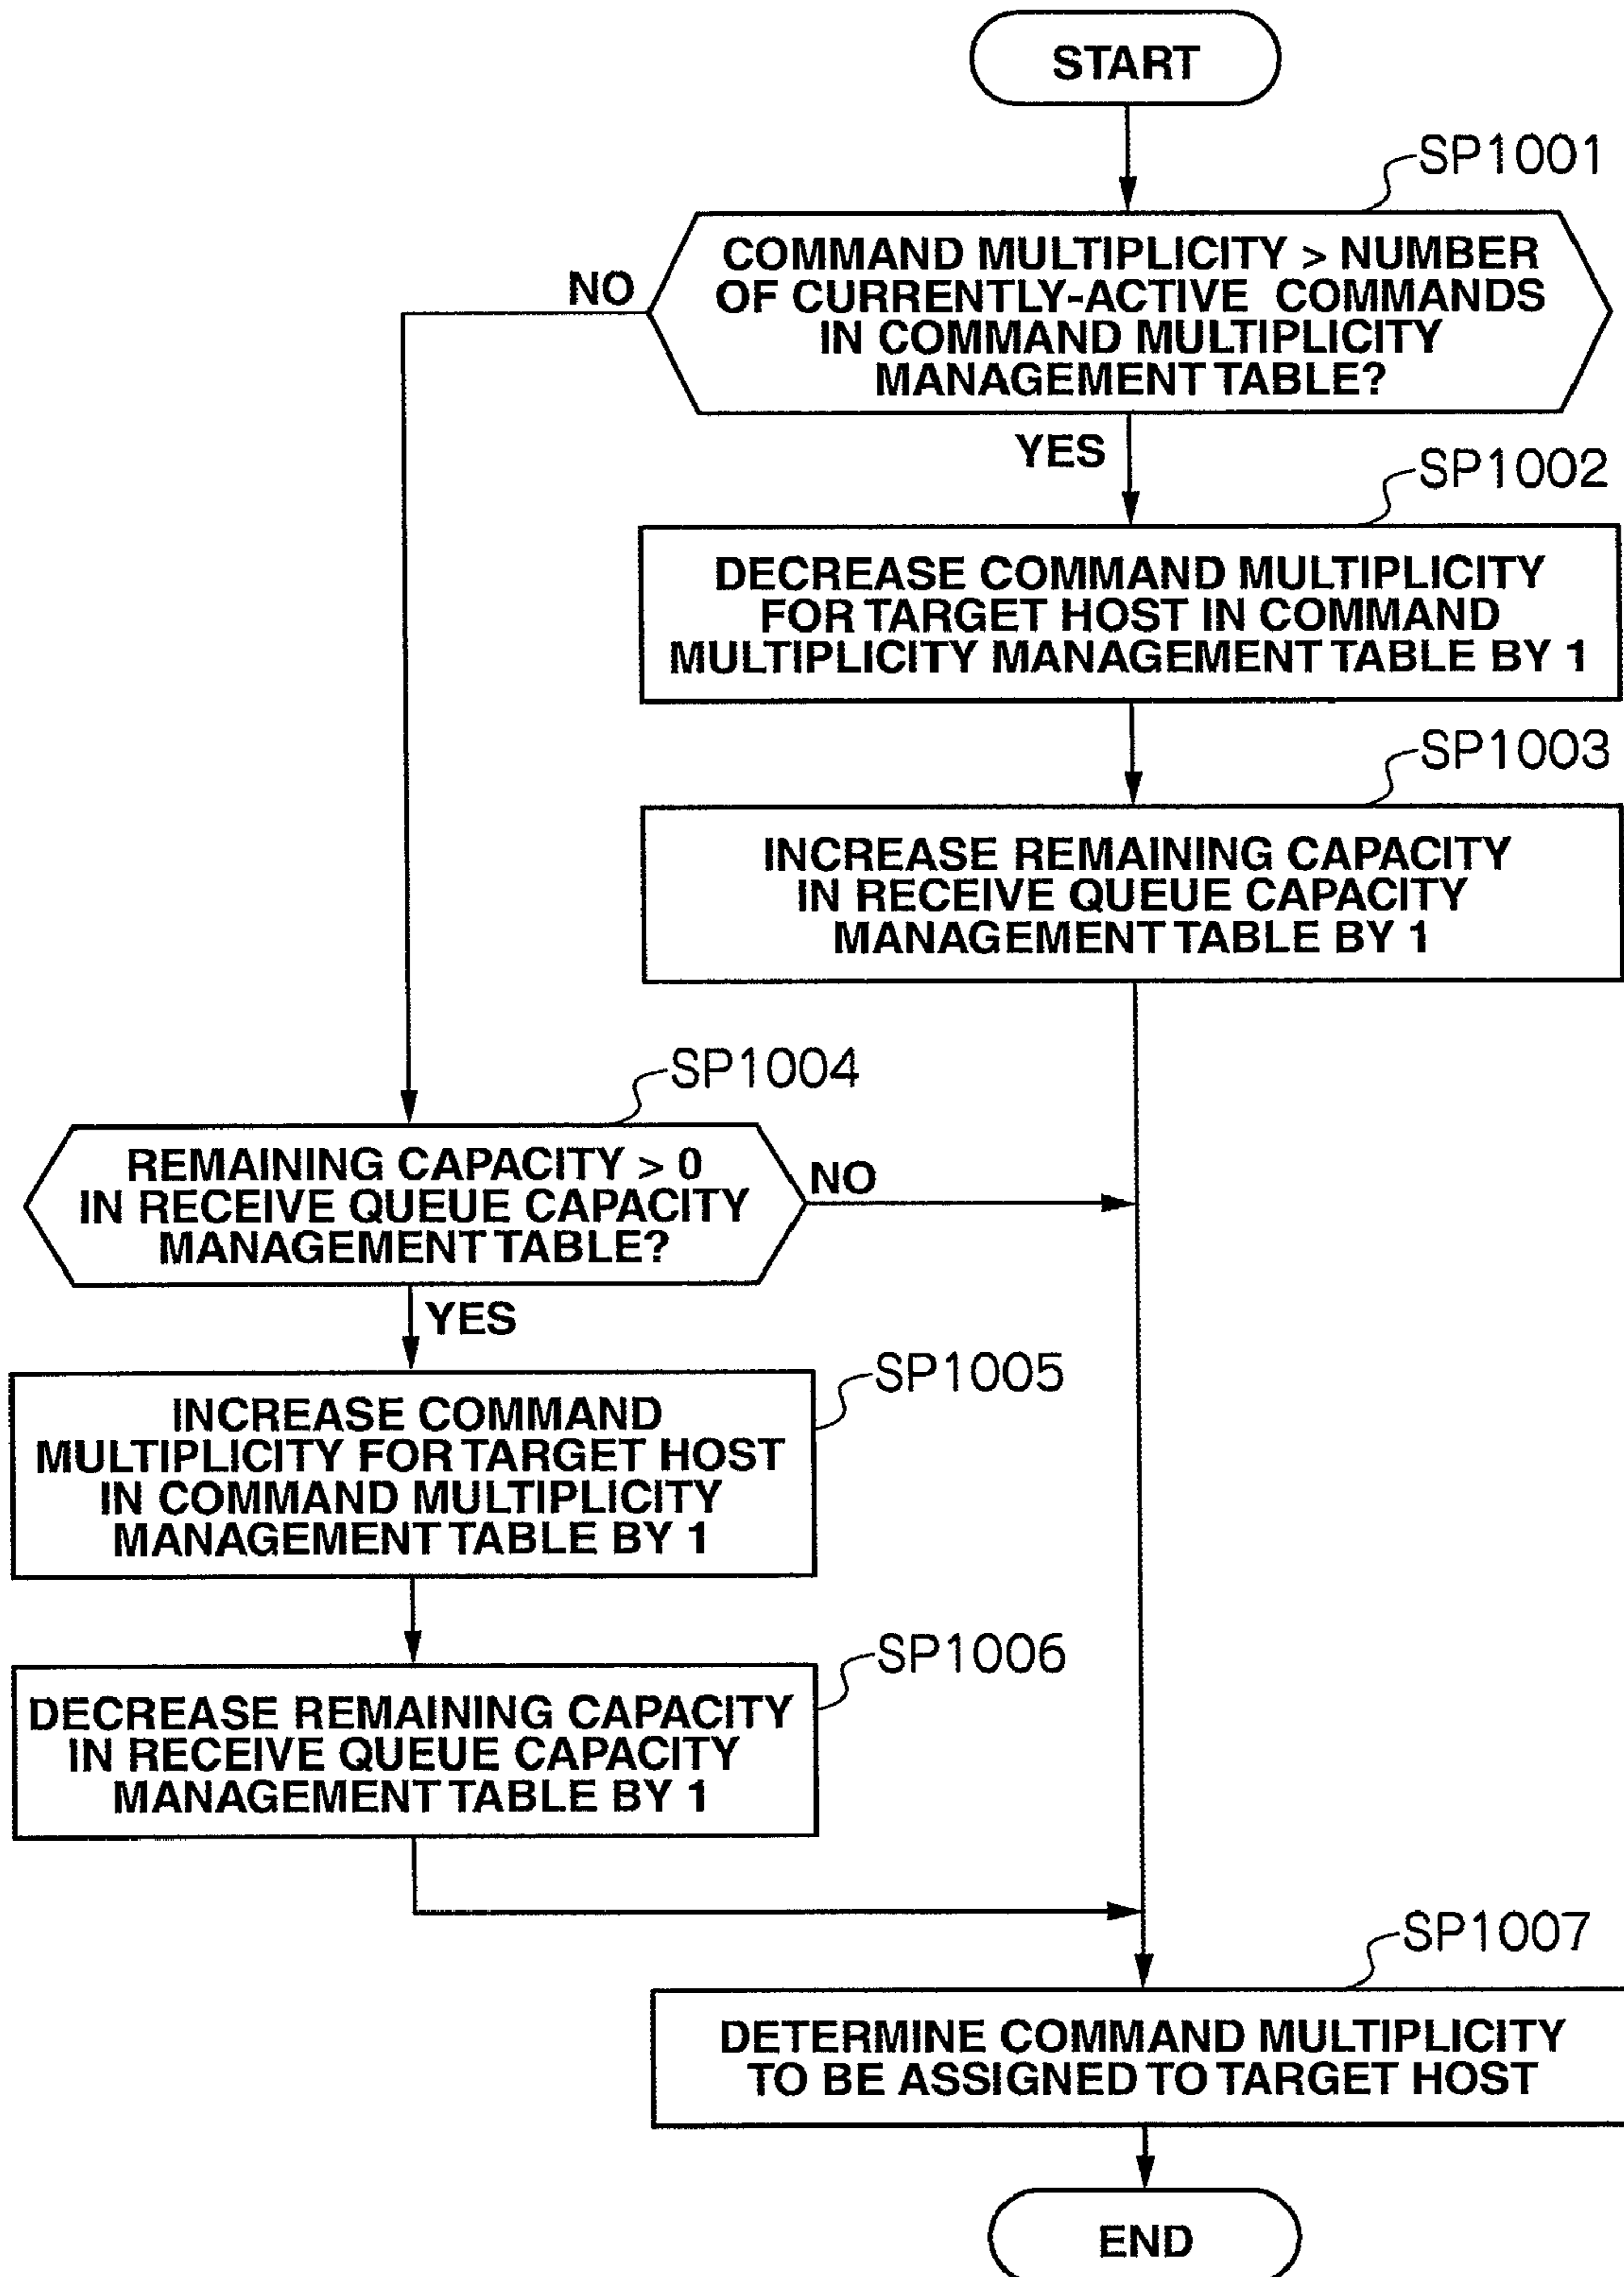 START
SP1001
COMMAND MULTIPLICITY > NUMBER
OF CURRENTLY-ACTIVE COMMANDS
IN COMMAND MULTIPLICITY
MANAGEMENT TABLE?
NO
YES
SP1002
DECREASE COMMAND MULTIPLICITY
FOR TARGET HOST IN COMMAND
MULTIPLICITY MANAGEMENT TABLE BY 1
SP1003
INCREASE REMAINING CAPACITY
IN RECEIVE QUEUE CAPACITY
MANAGEMENT TABLE BY 1
SP1004
REMAINING CAPACITY > 0
IN RECEIVE QUEUE CAPACITY
MANAGEMENT TABLE?
NO
YES
SP1005
INCREASE COMMAND
MULTIPLICITY FOR TARGET HOST
IN COMMAND MULTIPLICITY
MANAGEMENT TABLE BY 1
SP1006
DECREASE REMAINING CAPACITY
IN RECEIVE QUEUE CAPACITY
MANAGEMENT TABLE BY 1
SP1007
DETERMINE COMMAND MULTIPLICITY
TO BE ASSIGNED TO TARGET HOST
END